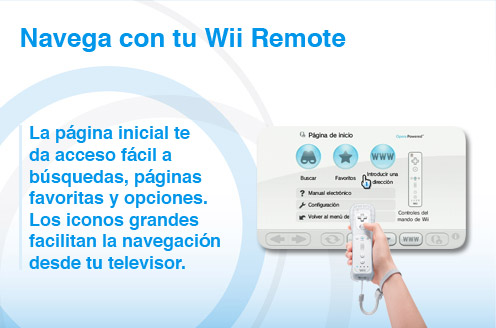 Navega con tu Wii Remote
La página inicial te
da acceso fácil a
búsquedas, páginas
favoritas y opciones.
Los iconos grandes
facilitan la navegación
desde tu televisor.
Página de inicio
Opera Powered™
WWW
Buscar
Favoritos
Introducir una
dirección
? Manual electrónico
Configuración
Volver al menú de
Controles del
mando de Wii
WWW